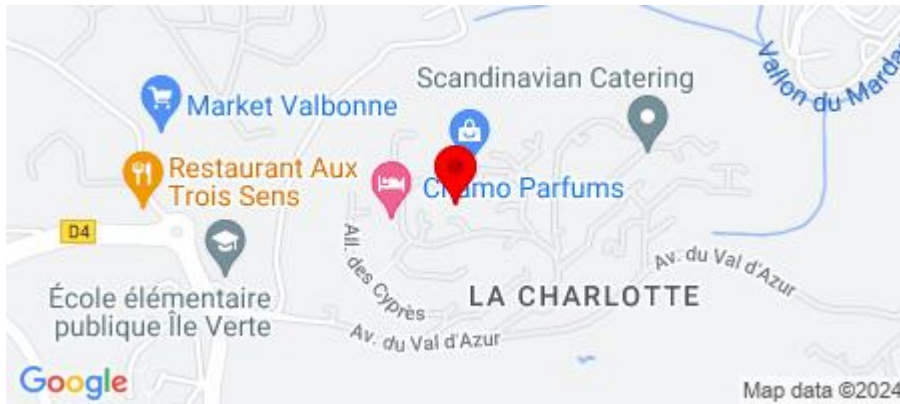 Scandinavian Catering
Vallon du Mardar
Market Valbonne
Restaurant Aux
Trois Sens
Chamo Parfums
D4
All. des Cyprès
Av. du Val d'Azur
École élémentaire
publique Île Verte
LA CHARLOTTE
Av. du Val d'Azur
Google
Map data ©2024